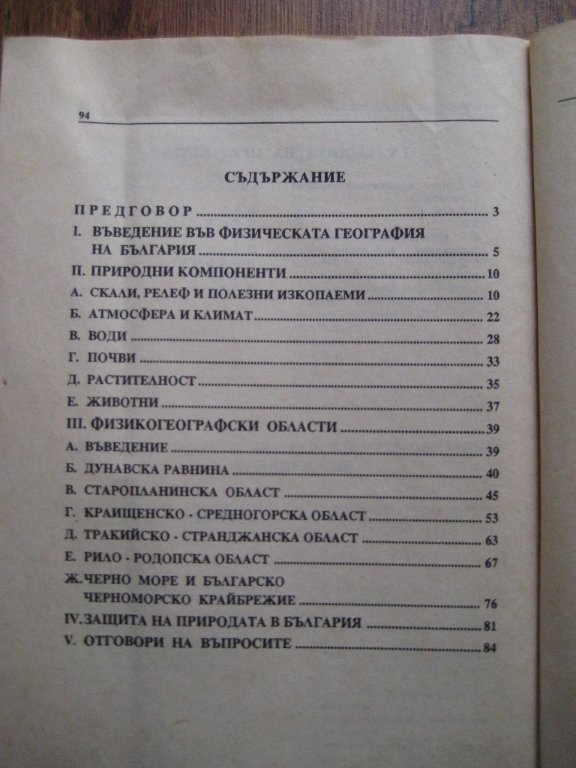 94
СЪДЪРЖАНИЕ
ПРЕДГОВОР ........ 3
I. ВЪВЕДЕНИЕ ВЪВ ФИЗИЧЕСКАТА ГЕОГРАФИЯ
НА БЪЛГАРИЯ ........ 5
II. ПРИРОДНИ КОМПОНЕНТИ ........ 10
А. СКАЛИ, РЕЛЕФ И ПОЛЕЗНИ ИЗКОПАЕМИ ........ 10
Б. АТМОСФЕРА И КЛИМАТ ........ 22
В. ВОДИ ........ 28
Г. ПОЧВИ ........ 33
Д. РАСТИТЕЛНОСТ ........ 35
Е. ЖИВОТНИ ........ 37
III. ФИЗИКОГЕОГРАФСКИ ОБЛАСТИ ........ 39
А. ВЪВЕДЕНИЕ ........ 39
Б. ДУНАВСКА РАВНИНА ........ 40
В. СТАРОПЛАНИНСКА ОБЛАСТ ........ 45
Г. КРАИЩЕНСКО - СРЕДНОГОРСКА ОБЛАСТ ........ 53
Д. ТРАКИЙСКО - СТРАНДЖАНСКА ОБЛАСТ ........ 63
Е. РИЛО - РОДОПСКА ОБЛАСТ ........ 67
Ж. ЧЕРНО МОРЕ И БЪЛГАРСКО
ЧЕРНОМОРСКО КРАЙБРЕЖИЕ ........ 76
IV. ЗАЩИТА НА ПРИРОДАТА В БЪЛГАРИЯ ........ 81
V. ОТГОВОРИ НА ВЪПРОСИТЕ ........ 84